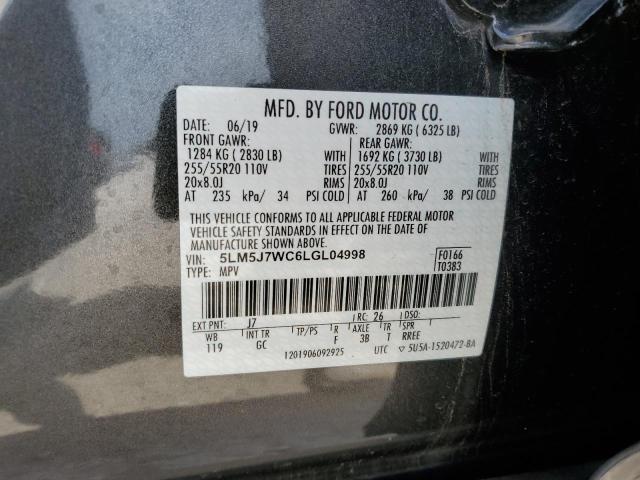 MFD. BY FORD MOTOR CO.
DATE: 06/19 GVWR: 2869 KG ( 6325 LB)
FRONT GAWR: REAR GAWR:
1284 KG ( 2830 LB) WITH 1692 KG ( 3730 LB) WITH
255/55R20 110V TIRES 255/55R20 110V TIRES
20x8.0J RIMS 20x8.0J RIMS
AT 235 kPa/ 34 PSI COLD AT 260 kPa/ 38 PSI COLD
THIS VEHICLE CONFORMS TO ALL APPLICABLE FEDERAL MOTOR
VEHICLE SAFETY STANDARDS IN EFFECT ON THE DATE OF
MANUFACTURE SHOWN ABOVE.
VIN: 5LM5J7WC6LGL04998 F0166
TYPE: MPV T0383
EXT PNT: J7 RC: 26 DSO:
WB INT TR TP/PS R AXLE TR SPR
119 GC F 3B T RREE
1201906092925 UTC ▽ 5U5A-1520472-BA